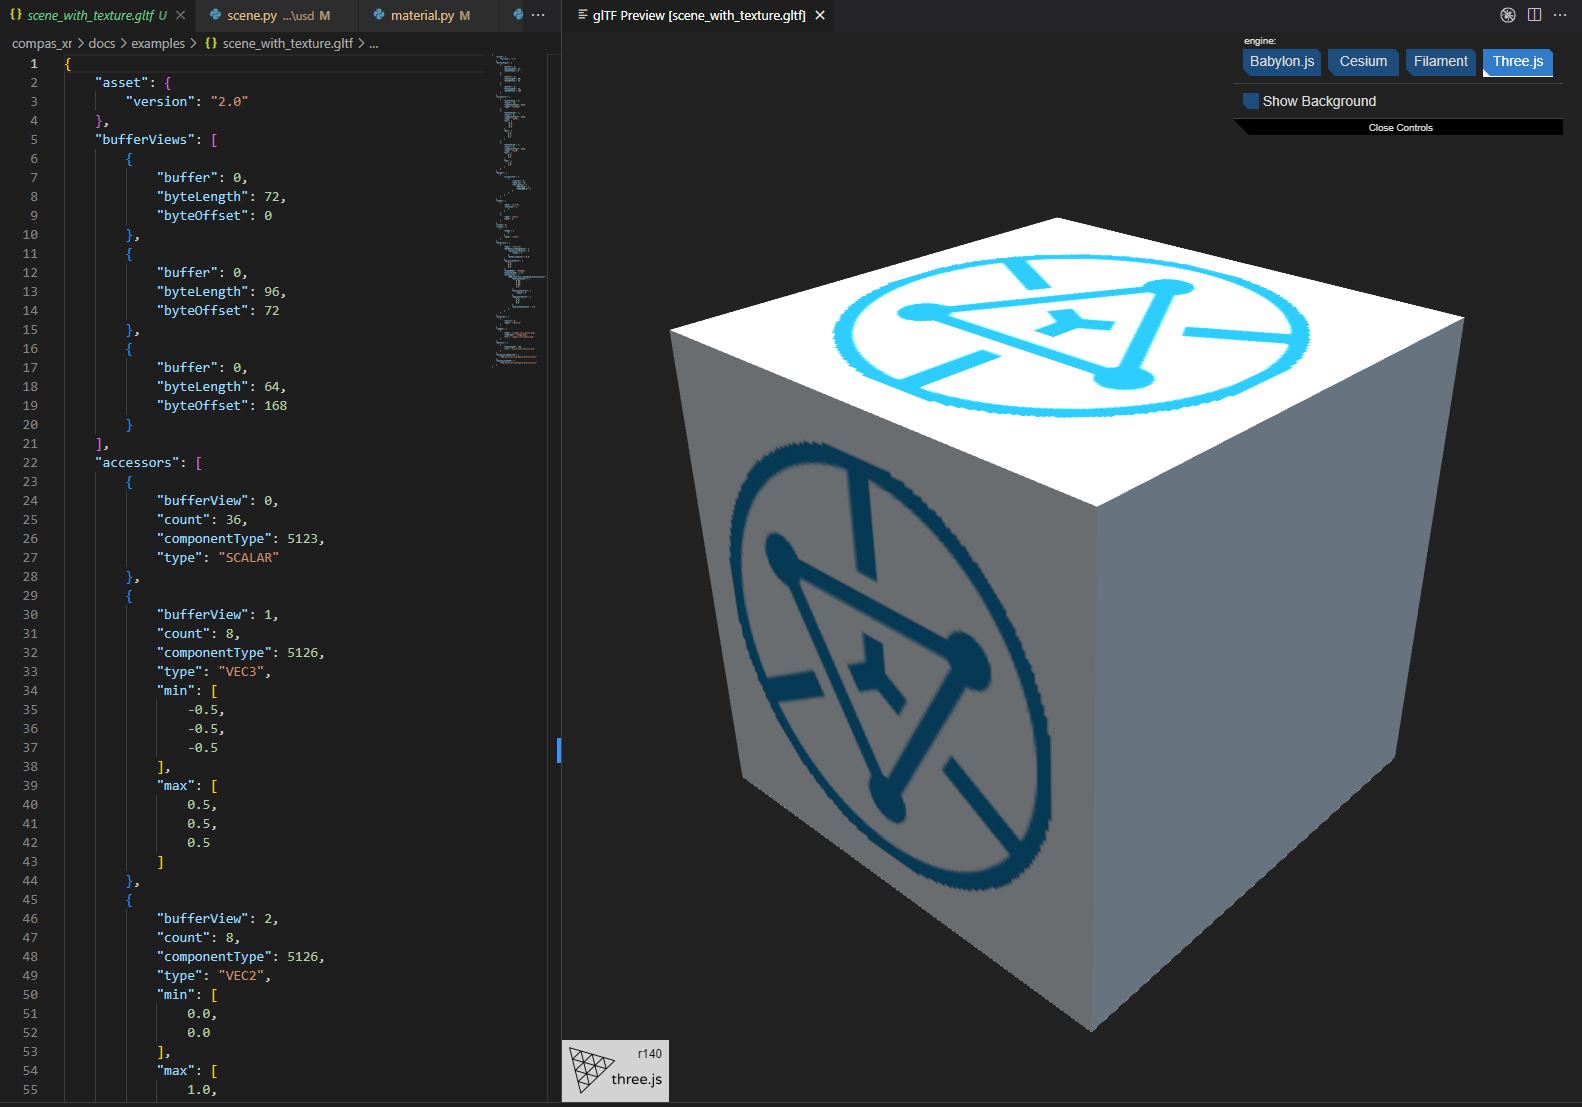 {} scene_with_texture.gltf U
scene.py ...\usd M
material.py M
compas_xr > docs > examples > {} scene_with_texture.gltf > ...
1 {
2 "asset": {
3 "version": "2.0"
4 },
5 "bufferViews": [
6 {
7 "buffer": 0,
8 "byteLength": 72,
9 "byteOffset": 0
10 },
11 {
12 "buffer": 0,
13 "byteLength": 96,
14 "byteOffset": 72
15 },
16 {
17 "buffer": 0,
18 "byteLength": 64,
19 "byteOffset": 168
20 }
21 ],
22 "accessors": [
23 {
24 "bufferView": 0,
25 "count": 36,
26 "componentType": 5123,
27 "type": "SCALAR"
28 },
29 {
30 "bufferView": 1,
31 "count": 8,
32 "componentType": 5126,
33 "type": "VEC3",
34 "min": [
35 -0.5,
36 -0.5,
37 -0.5
38 ],
39 "max": [
40 0.5,
41 0.5,
42 0.5
43 ]
44 },
45 {
46 "bufferView": 2,
47 "count": 8,
48 "componentType": 5126,
49 "type": "VEC2",
50 "min": [
51 0.0,
52 0.0
53 ],
54 "max": [
55 1.0,
glTF Preview [scene_with_texture.gltf]
engine:
Babylon.js
Cesium
Filament
Three.js
Show Background
Close Controls
r140
three.js